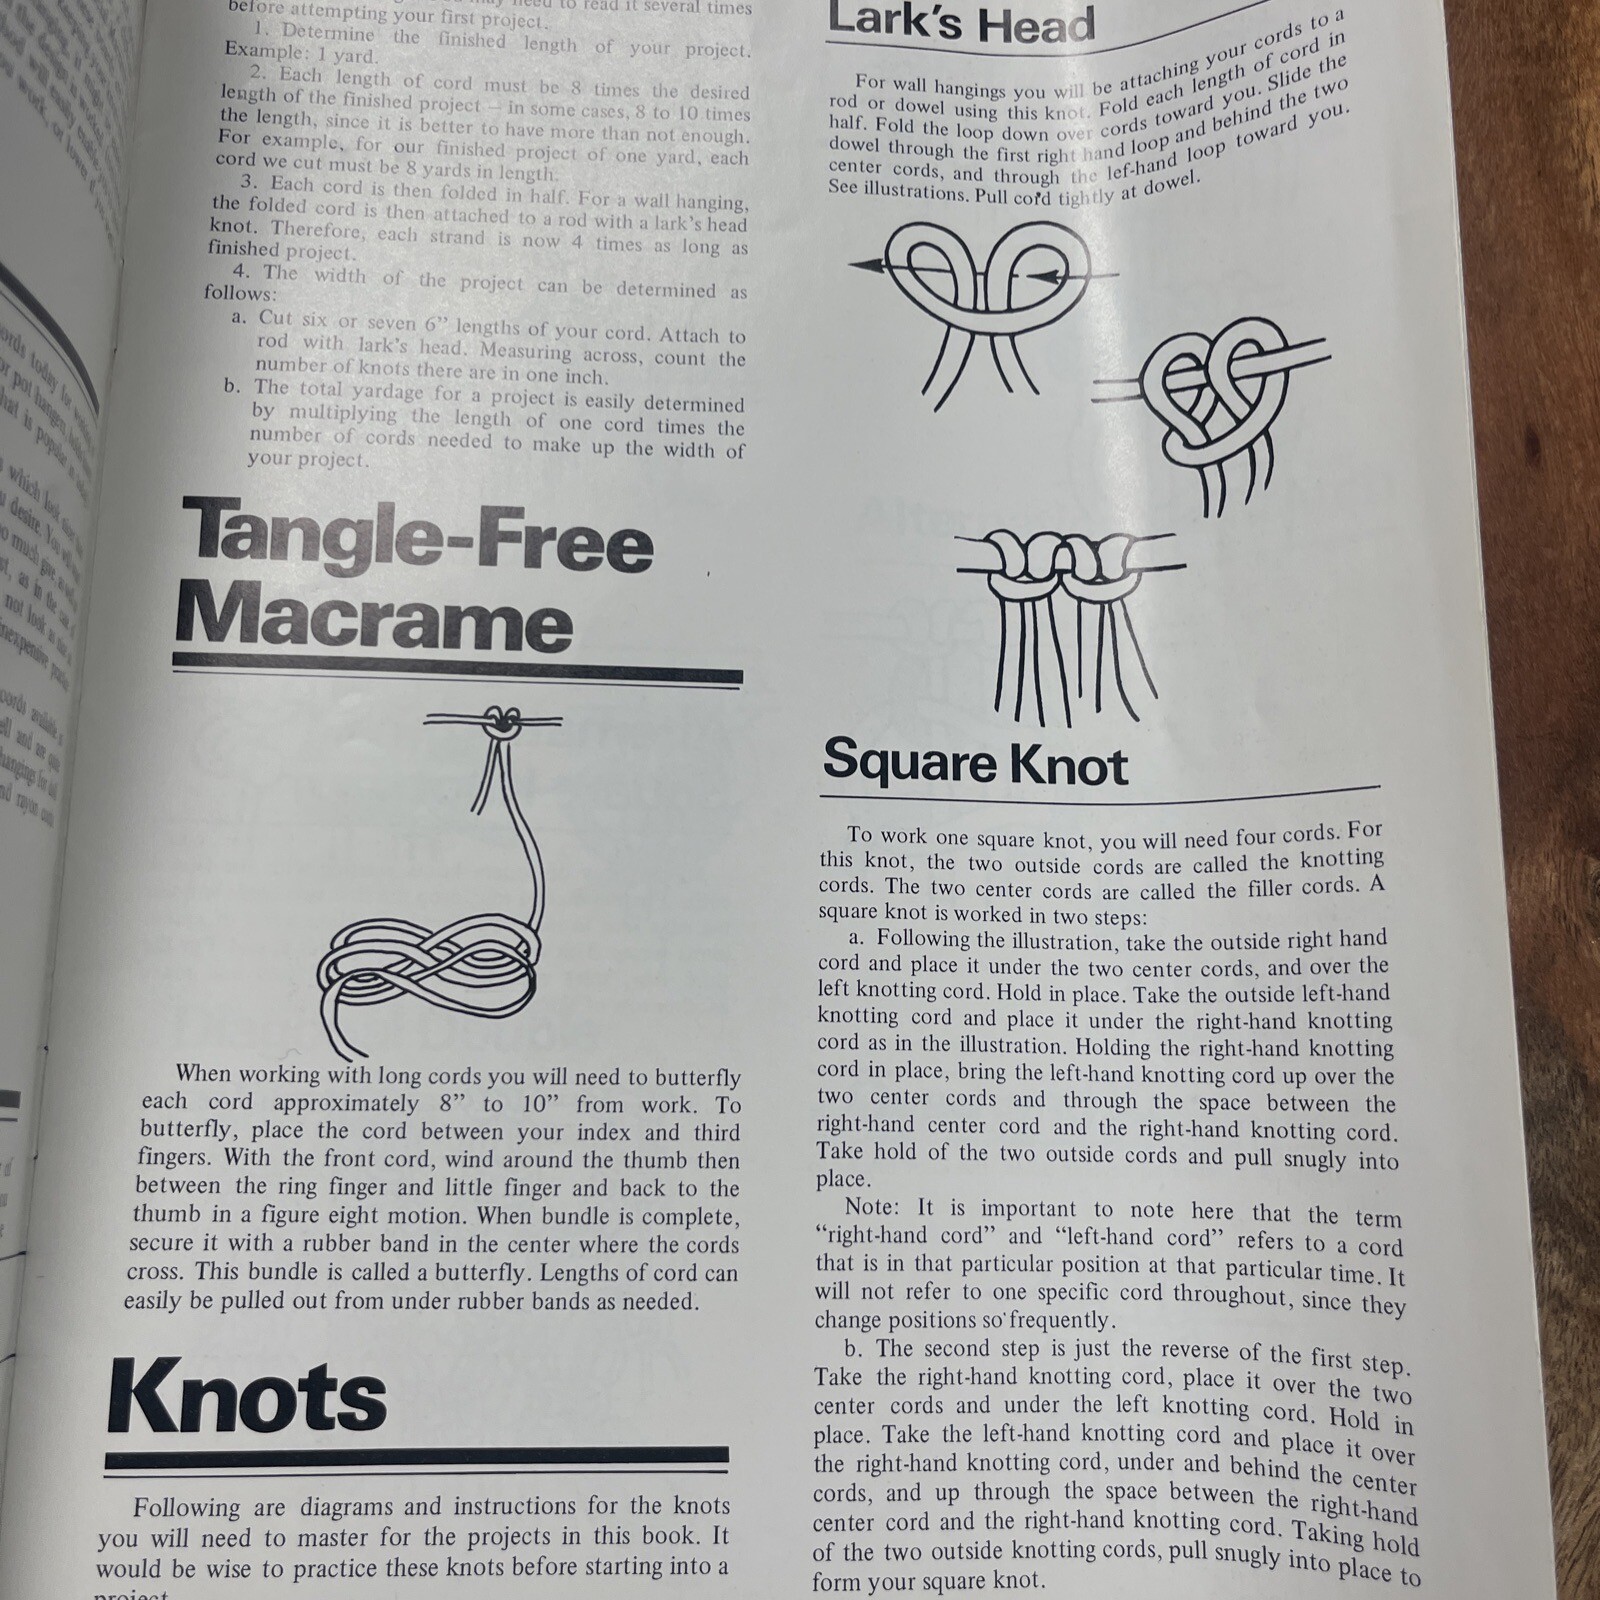 to read it several times
before attempting your first project.
1. Determine the finished length of your project.
Example: 1 yard.
2. Each length of cord must be 8 times the desired
length of the finished project — in some cases, 8 to 10 times
the length, since it is better to have more than not enough.
For example, for our finished project of one yard, each
cord we cut must be 8 yards in length.
3. Each cord is then folded in half. For a wall hanging,
the folded cord is then attached to a rod with a lark's head
knot. Therefore, each strand is now 4 times as long as
finished project.
4. The width of the project can be determined as
follows:
a. Cut six or seven 6” lengths of your cord. Attach to
rod with lark's head. Measuring across, count the
number of knots there are in one inch.
b. The total yardage for a project is easily determined
by multiplying the length of one cord times the
number of cords needed to make up the width of
your project.
Tangle-Free
Macrame
When working with long cords you will need to butterfly
each cord approximately 8” to 10” from work. To
butterfly, place the cord between your index and third
fingers. With the front cord, wind around the thumb then
between the ring finger and little finger and back to the
thumb in a figure eight motion. When bundle is complete,
secure it with a rubber band in the center where the cords
cross. This bundle is called a butterfly. Lengths of cord can
easily be pulled out from under rubber bands as needed.
Knots
Following are diagrams and instructions for the knots
you will need to master for the projects in this book. It
would be wise to practice these knots before starting into a
project
Lark's Head
For wall hangings you will be attaching your cords to a
rod or dowel using this knot. Fold each length of cord in
half. Fold the loop down over cords toward you. Slide the
dowel through the first right hand loop and behind the two
center cords, and through the lef-hand loop toward you.
See illustrations. Pull cord tightly at dowel.
Square Knot
To work one square knot, you will need four cords. For
this knot, the two outside cords are called the knotting
cords. The two center cords are called the filler cords. A
square knot is worked in two steps:
a. Following the illustration, take the outside right hand
cord and place it under the two center cords, and over the
left knotting cord. Hold in place. Take the outside left-hand
knotting cord and place it under the right-hand knotting
cord as in the illustration. Holding the right-hand knotting
cord in place, bring the left-hand knotting cord up over the
two center cords and through the space between the
right-hand center cord and the right-hand knotting cord.
Take hold of the two outside cords and pull snugly into
place.
Note: It is important to note here that the term
“right-hand cord” and “left-hand cord” refers to a cord
that is in that particular position at that particular time. It
will not refer to one specific cord throughout, since they
change positions so frequently.
b. The second step is just the reverse of the first step.
Take the right-hand knotting cord, place it over the two
center cords and under the left knotting cord. Hold in
place. Take the left-hand knotting cord and place it over
the right-hand knotting cord, under and behind the center
cords, and up through the space between the right-hand
center cord and the right-hand knotting cord. Taking hold
of the two outside knotting cords, pull snugly into place to
form your square knot.